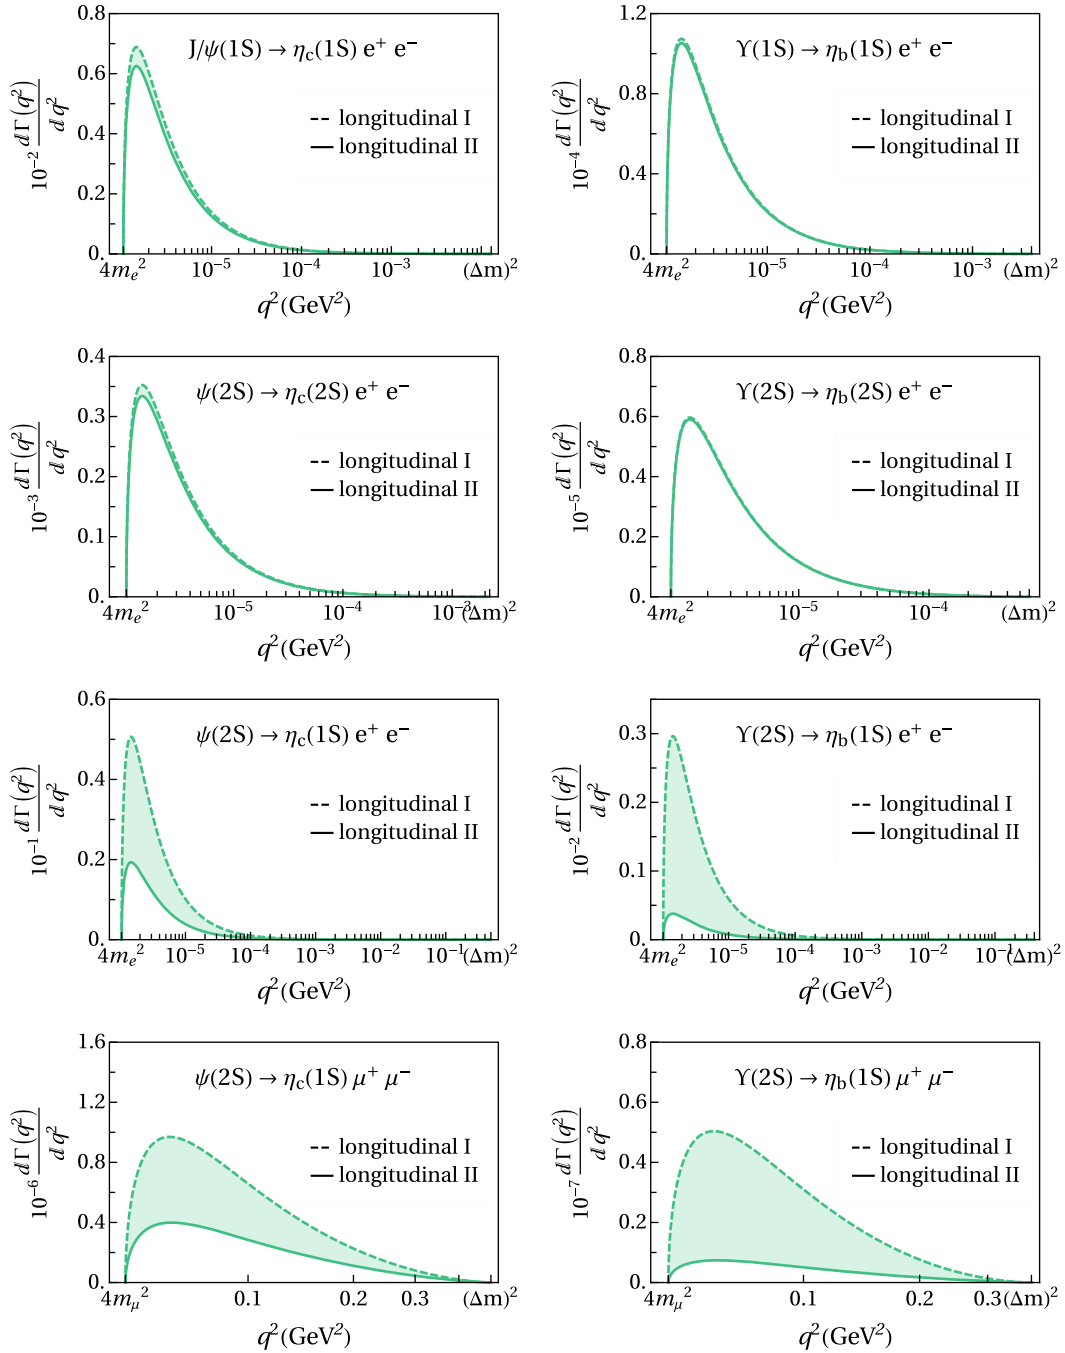 J/ψ(1S) → ηc(1S) e⁺ e⁻
longitudinal I
longitudinal II
10⁻² dΓ(q²)/dq²
0.8
0.6
0.4
0.2
0.
4mₑ² 10⁻⁵ 10⁻⁴ 10⁻³ (Δm)²
q²(GeV²)
ϒ(1S) → ηb(1S) e⁺ e⁻
longitudinal I
longitudinal II
10⁻⁴ dΓ(q²)/dq²
1.2
0.8
0.4
0.
4mₑ² 10⁻⁵ 10⁻⁴ 10⁻³ (Δm)²
q²(GeV²)
ψ(2S) → ηc(2S) e⁺ e⁻
longitudinal I
longitudinal II
10⁻³ dΓ(q²)/dq²
0.4
0.3
0.2
0.1
0.
4mₑ² 10⁻⁵ 10⁻⁴ 10⁻³ (Δm)²
q²(GeV²)
ϒ(2S) → ηb(2S) e⁺ e⁻
longitudinal I
longitudinal II
10⁻⁵ dΓ(q²)/dq²
0.8
0.6
0.4
0.2
0.
4mₑ² 10⁻⁵ 10⁻⁴ (Δm)²
q²(GeV²)
ψ(2S) → ηc(1S) e⁺ e⁻
longitudinal I
longitudinal II
10⁻¹ dΓ(q²)/dq²
0.6
0.4
0.2
0.
4mₑ² 10⁻⁵ 10⁻⁴ 10⁻³ 10⁻² 10⁻¹ (Δm)²
q²(GeV²)
ϒ(2S) → ηb(1S) e⁺ e⁻
longitudinal I
longitudinal II
10⁻² dΓ(q²)/dq²
0.3
0.2
0.1
0.
4mₑ² 10⁻⁵ 10⁻⁴ 10⁻³ 10⁻² 10⁻¹ (Δm)²
q²(GeV²)
ψ(2S) → ηc(1S) μ⁺ μ⁻
longitudinal I
longitudinal II
10⁻⁶ dΓ(q²)/dq²
1.6
1.2
0.8
0.4
0.
4mμ² 0.1 0.2 0.3 (Δm)²
q²(GeV²)
ϒ(2S) → ηb(1S) μ⁺ μ⁻
longitudinal I
longitudinal II
10⁻⁷ dΓ(q²)/dq²
0.8
0.6
0.4
0.2
0.
4mμ² 0.1 0.2 0.3 (Δm)²
q²(GeV²)